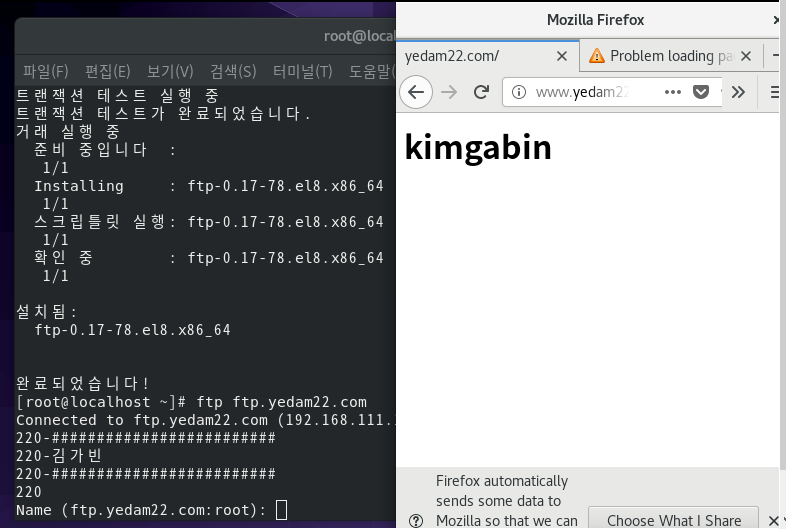 Mozilla Firefox
root@local
파일(F) 편집(E) 보기(V) 검색(S) 터미널(T) 도움말(
yedam22.com/ Problem loading pa
www.yedam22
트랜잭션 테스트 실행 중
트랜잭션 테스트가 완료되었습니다.
거래 실행 중
준비 중입니다 :
1/1
Installing : ftp-0.17-78.el8.x86_64
1/1
스크립틀릿 실행: ftp-0.17-78.el8.x86_64
1/1
확인 중 : ftp-0.17-78.el8.x86_64
1/1
설치됨:
ftp-0.17-78.el8.x86_64
완료되었습니다!
[root@localhost ~]# ftp ftp.yedam22.com
Connected to ftp.yedam22.com (192.168.111.
220-#########################
220-김가빈
220-#########################
220
Name (ftp.yedam22.com:root):
kimgabin
Firefox automatically
sends some data to
Mozilla so that we can
Choose What I Share